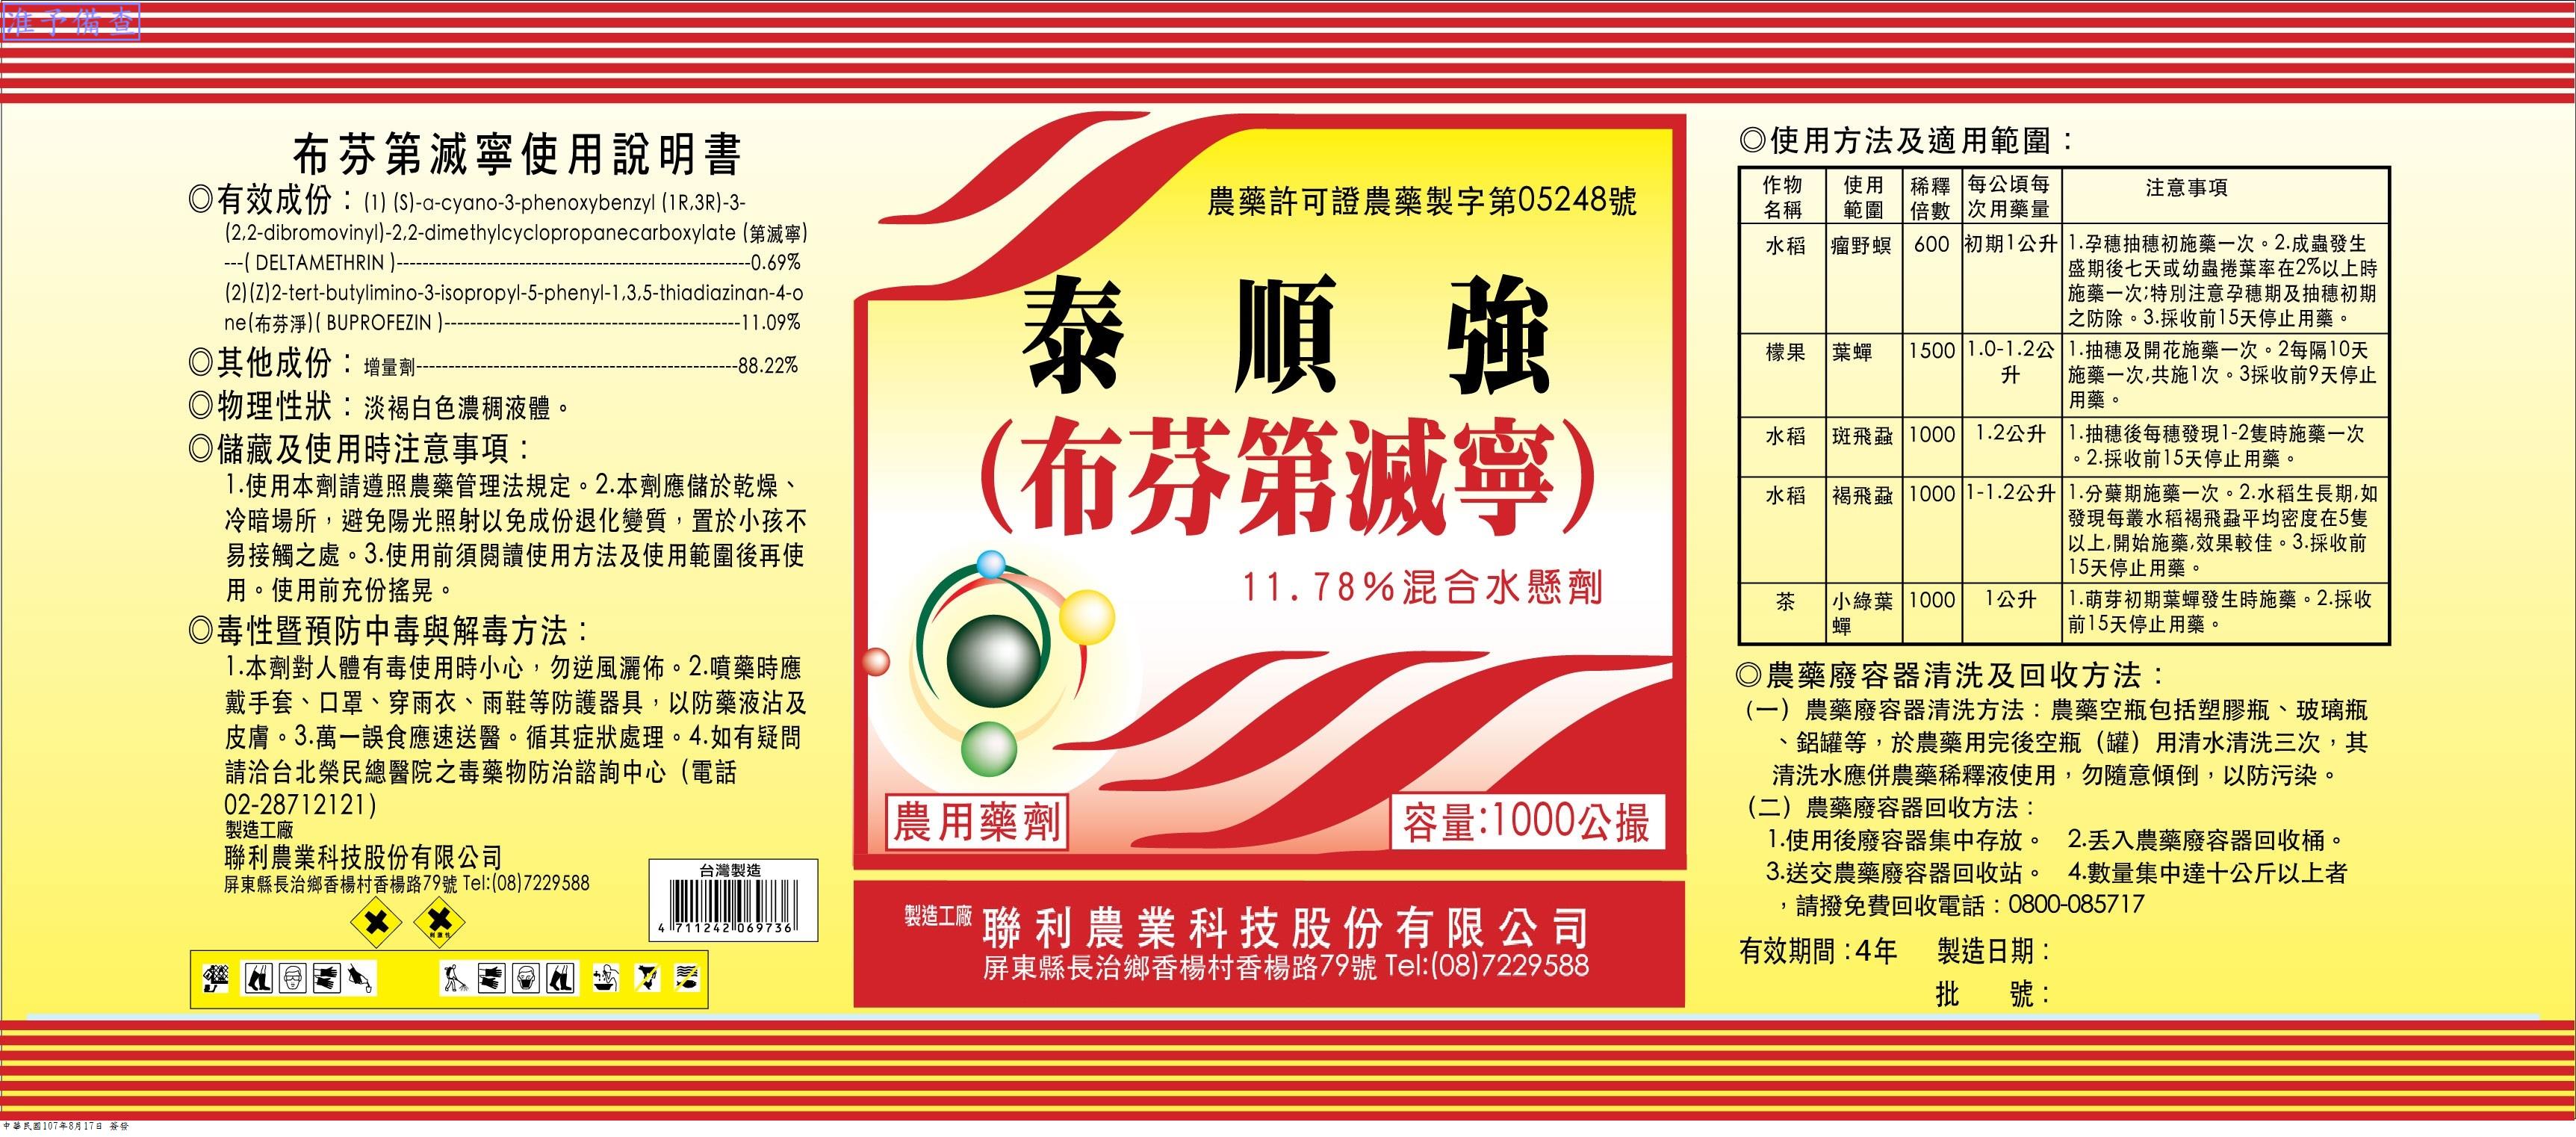 准予備查
布芬第滅寧使用說明書
◎有效成份：(1) (S)-α-cyano-3-phenoxybenzyl (1R,3R)-3-
(2,2-dibromovinyl)-2,2-dimethylcyclopropanecarboxylate (第滅寧)
---( DELTAMETHRIN )-------------------------------------------------------0.69%
(2)(Z)2-tert-butylimino-3-isopropyl-5-phenyl-1,3,5-thiadiazinan-4-o
ne(布芬淨)( BUPROFEZIN )----------------------------------------------11.09%
◎其他成份：增量劑--------------------------------------------------88.22%
◎物理性狀：淡褐白色濃稠液體。
◎儲藏及使用時注意事項：
1.使用本劑請遵照農藥管理法規定。2.本劑應儲於乾燥、
冷暗場所，避免陽光照射以免成份退化變質，置於小孩不
易接觸之處。3.使用前須閱讀使用方法及使用範圍後再使
用。使用前充份搖晃。
◎毒性暨預防中毒與解毒方法：
1.本劑對人體有毒使用時小心，勿逆風灑佈。2.噴藥時應
戴手套、口罩、穿雨衣、雨鞋等防護器具，以防藥液沾及
皮膚。3.萬一誤食應速送醫。循其症狀處理。4.如有疑問
請洽台北榮民總醫院之毒藥物防治諮詢中心（電話
02-28712121)
製造工廠
聯利農業科技股份有限公司
屏東縣長治鄉香楊村香楊路79號 Tel:(08)7229588
刺激性
台灣製造
4 711242 069736
農藥許可證農藥製字第05248號
泰順強
(布芬第滅寧)
11.78%混合水懸劑
農用藥劑
容量:1000公撮
製造工廠 聯利農業科技股份有限公司
屏東縣長治鄉香楊村香楊路79號 Tel:(08)7229588
◎使用方法及適用範圍：
作物名稱 使用範圍 稀釋倍數 每公頃每次用藥量 注意事項
水稻 瘤野螟 600 初期1公升 1.孕穗抽穗初施藥一次。2.成蟲發生
盛期後七天或幼蟲捲葉率在2%以上時
施藥一次;特別注意孕穗期及抽穗初期
之防除。3.採收前15天停止用藥。
檬果 葉蟬 1500 1.0-1.2公升 1.抽穗及開花施藥一次。2每隔10天
施藥一次,共施1次。3採收前9天停止
用藥。
水稻 斑飛蝨 1000 1.2公升 1.抽穗後每穗發現1-2隻時施藥一次
。2.採收前15天停止用藥。
水稻 褐飛蝨 1000 1-1.2公升 1.分蘗期施藥一次。2.水稻生長期,如
發現每叢水稻褐飛蝨平均密度在5隻
以上,開始施藥,效果較佳。3.採收前
15天停止用藥。
茶 小綠葉蟬 1000 1公升 1.萌芽初期葉蟬發生時施藥。2.採收
前15天停止用藥。
◎農藥廢容器清洗及回收方法：
(一）農藥廢容器清洗方法：農藥空瓶包括塑膠瓶、玻璃瓶
、鋁罐等，於農藥用完後空瓶（罐）用清水清洗三次，其
清洗水應併農藥稀釋液使用，勿隨意傾倒，以防污染。
(二）農藥廢容器回收方法：
1.使用後廢容器集中存放。 2.丟入農藥廢容器回收桶。
3.送交農藥廢容器回收站。 4.數量集中達十公斤以上者
，請撥免費回收電話：0800-085717
有效期間：4年 製造日期：
批 號：
中華民國107年8月17日 簽發